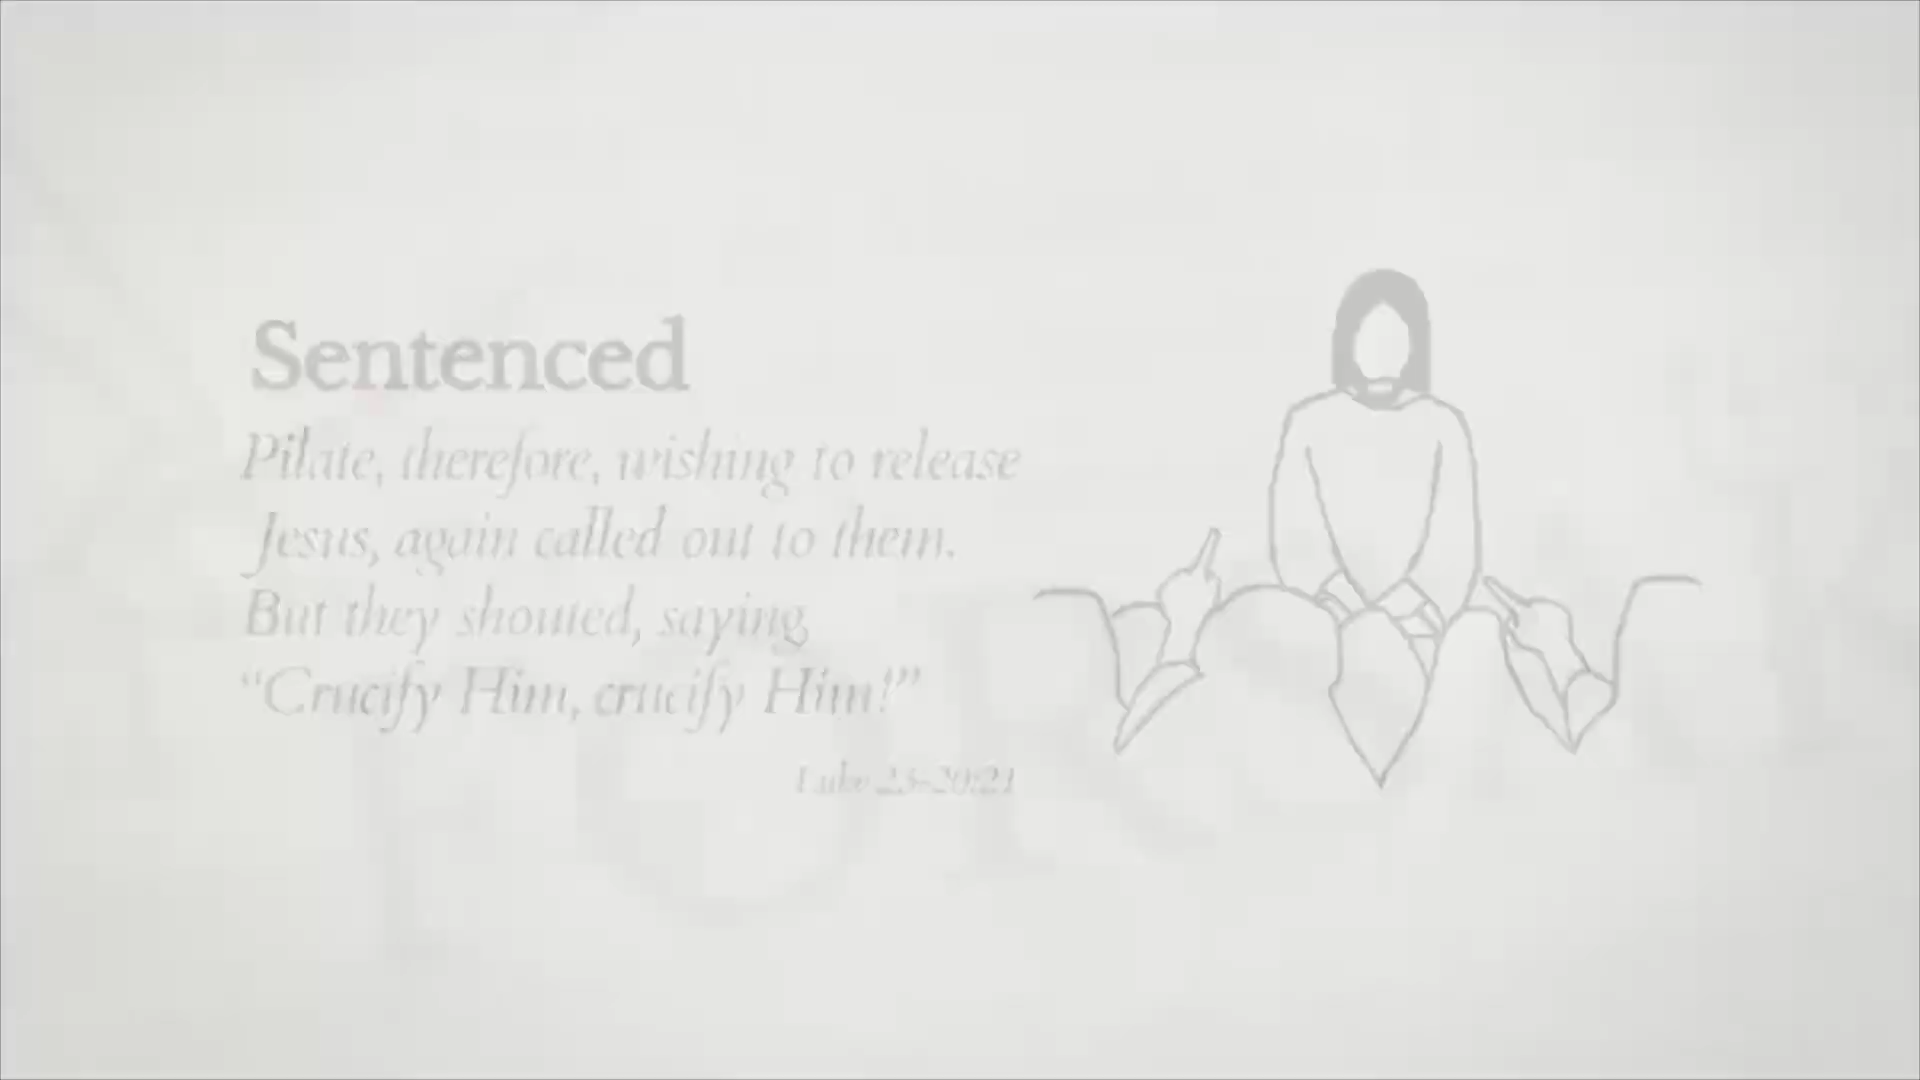 Sentenced
Pilate, therefore, wishing to release
Jesus, again called out to them.
But they shouted, saying
“Crucify Him, crucify Him!”
Luke 23-20:21